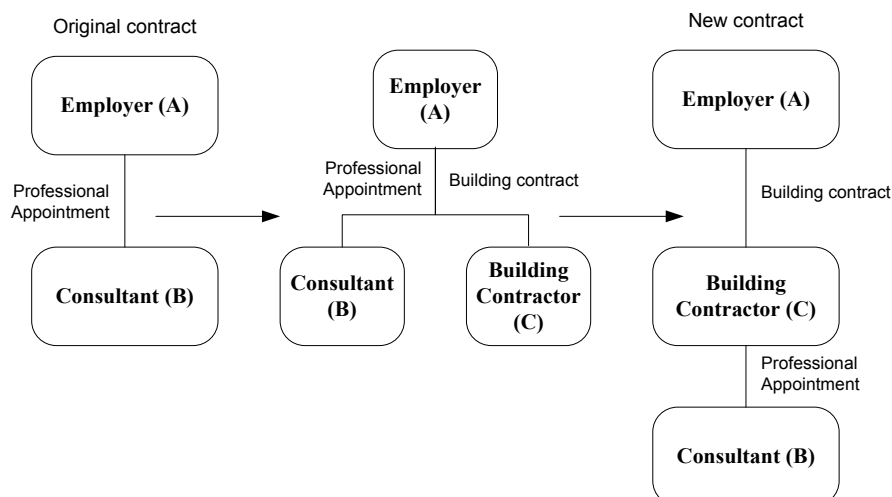 Original contract
Employer (A)
Professional
Appointment
Consultant (B)
Employer
(A)
Professional
Appointment
Building contract
Consultant
(B)
Building
Contractor
(C)
New contract
Employer (A)
Building contract
Building
Contractor (C)
Professional
Appointment
Consultant (B)